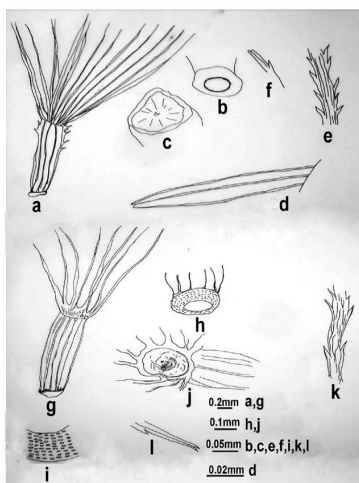 f
b
e
c
a
d
h
g
j
k
0.2mm a,g
0.1mm h,j
0.05mm b,c,e,f,i,k,l
0.02mm d
i
l